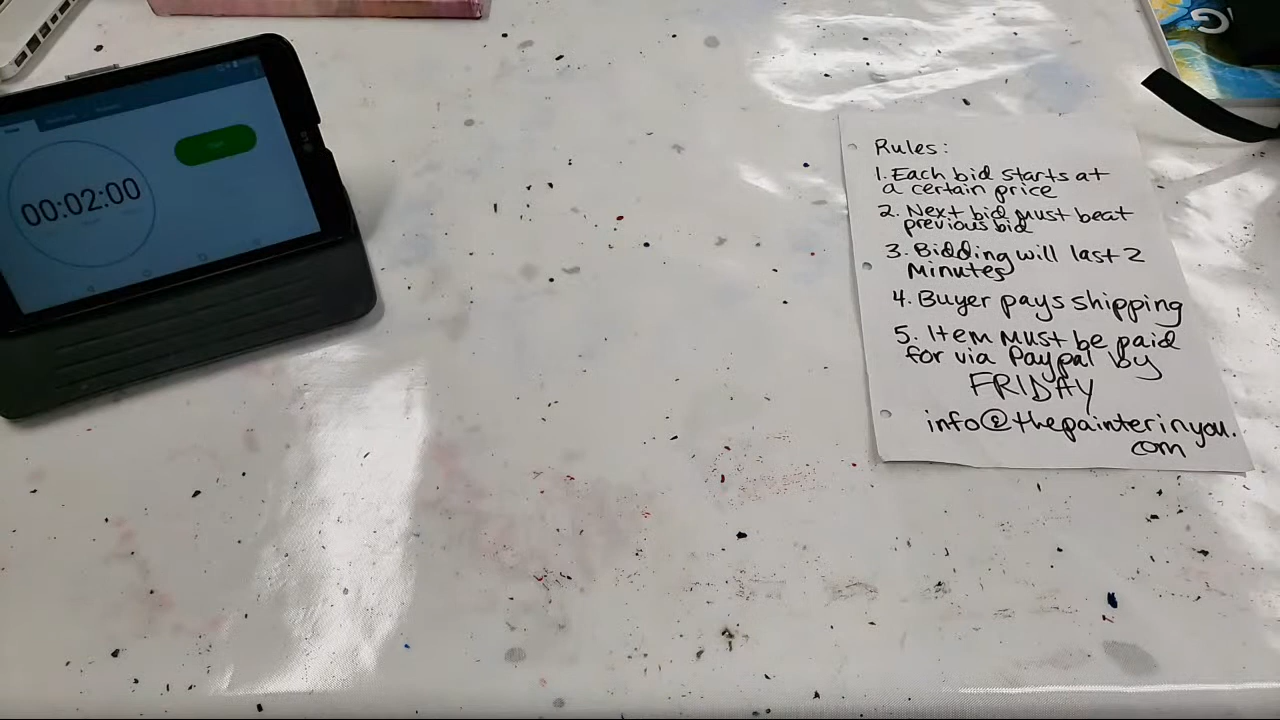 00:02:00
LG
Rules:
1. Each bid starts at
a certain price
2. Next bid must beat
previous bid
3. Bidding will last 2
Minutes
4. Buyer pays shipping
5. Item must be paid
for via Paypal by
FRIDAY
info@thepainterinyou.
com